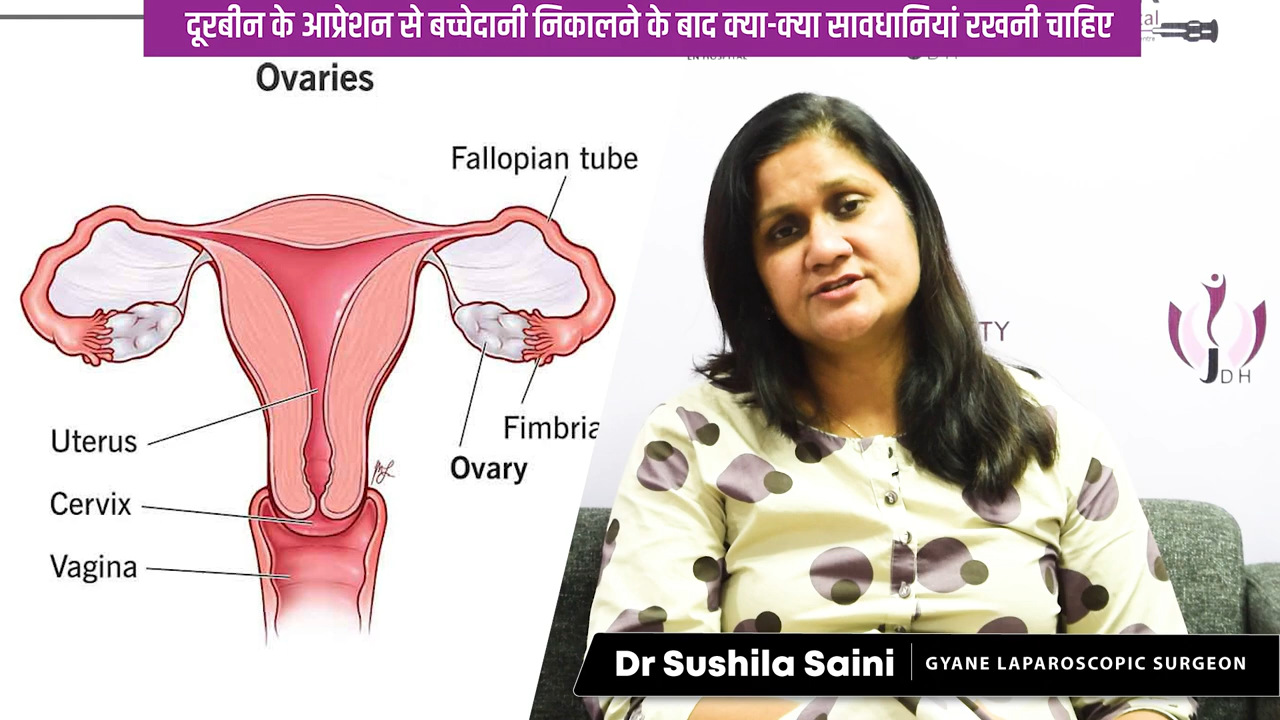 दूरबीन के आप्रेशन से बच्चेदानी निकालने के बाद क्या-क्या सावधानियां रखनी चाहिए
Ovaries
Fallopian tube
Fimbria
Ovary
Uterus
Cervix
Vagina
TY
JDH
Dr Sushila Saini
GYANE LAPAROSCOPIC SURGEON